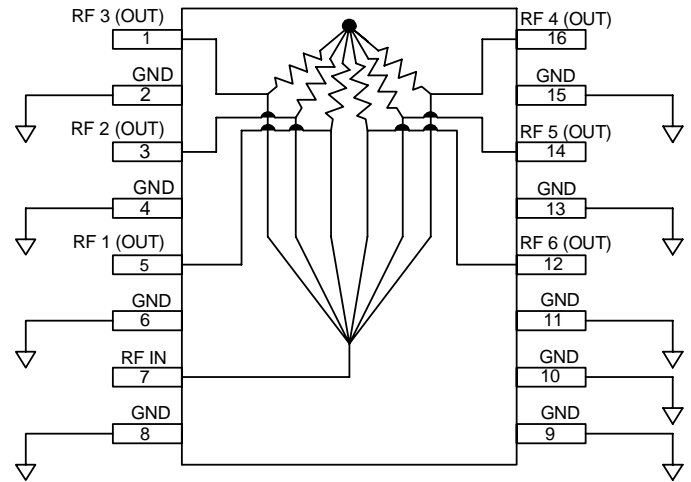 RF 3 (OUT)
1
GND
2
RF 2 (OUT)
3
GND
4
RF 1 (OUT)
5
GND
6
RF IN
7
GND
8
RF 4 (OUT)
16
GND
15
RF 5 (OUT)
14
GND
13
RF 6 (OUT)
12
GND
11
GND
10
GND
9